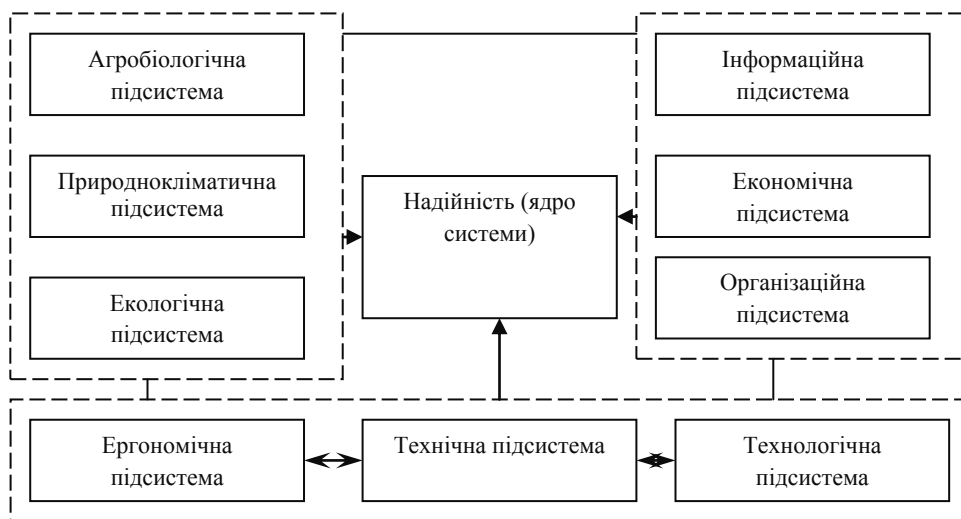 Агробіологічна
підсистема
Природнокліматична
підсистема
Екологічна
підсистема
Надійність (ядро
системи)
Інформаційна
підсистема
Економічна
підсистема
Організаційна
підсистема
Ергономічна
підсистема
Технічна підсистема
Технологічна
підсистема